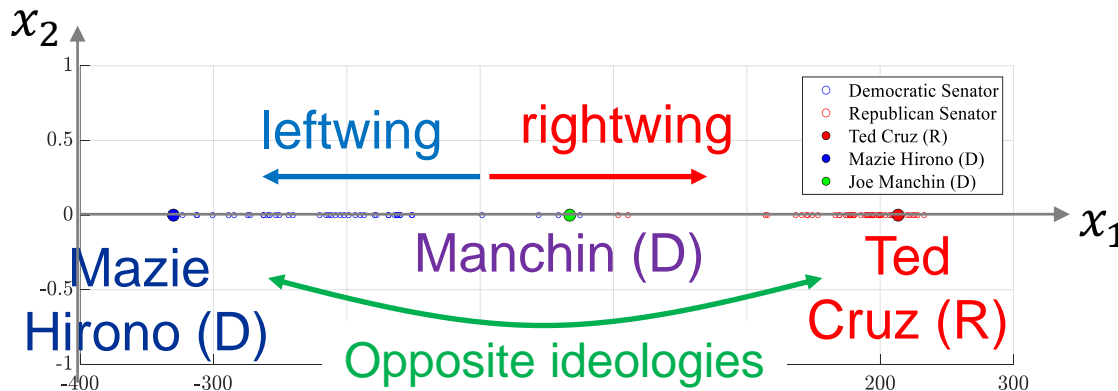 x₂
1
0.5
0
-0.5
-1
-400
-300
200
300
x₁
leftwing
rightwing
Democratic Senator
Republican Senator
Ted Cruz (R)
Mazie Hirono (D)
Joe Manchin (D)
Mazie
Hirono (D)
Manchin (D)
Ted
Cruz (R)
Opposite ideologies